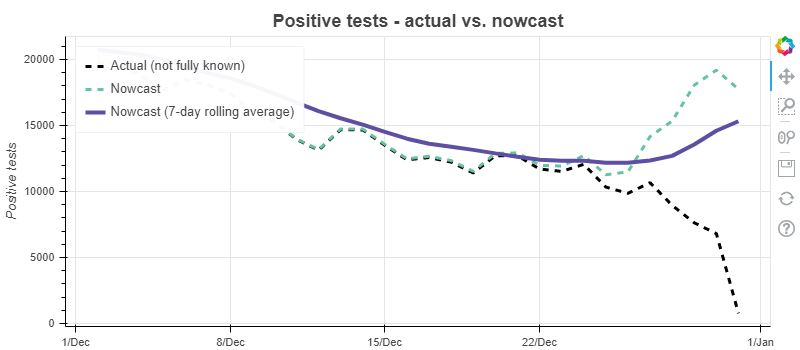 Positive tests - actual vs. nowcast
Positive tests
20000
15000
10000
5000
0
Actual (not fully known)
Nowcast
Nowcast (7-day rolling average)
1/Dec
8/Dec
15/Dec
22/Dec
1/Jan